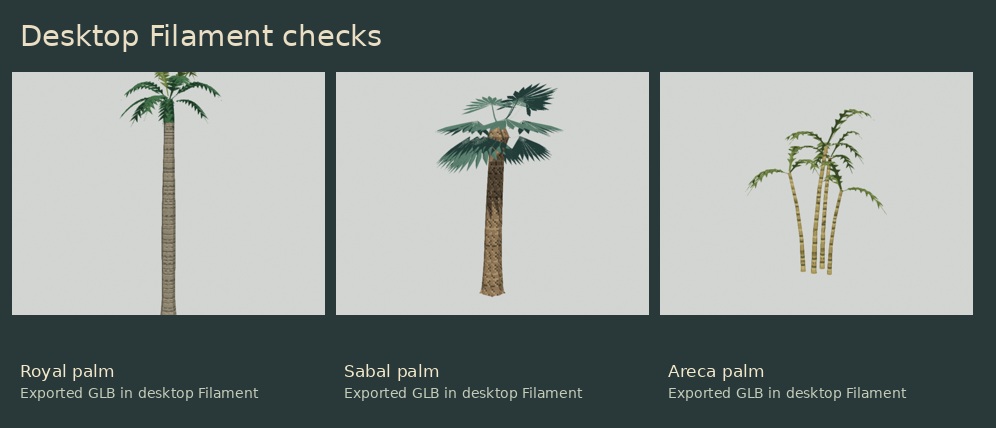 Desktop Filament checks
Royal palm
Exported GLB in desktop Filament
Sabal palm
Exported GLB in desktop Filament
Areca palm
Exported GLB in desktop Filament